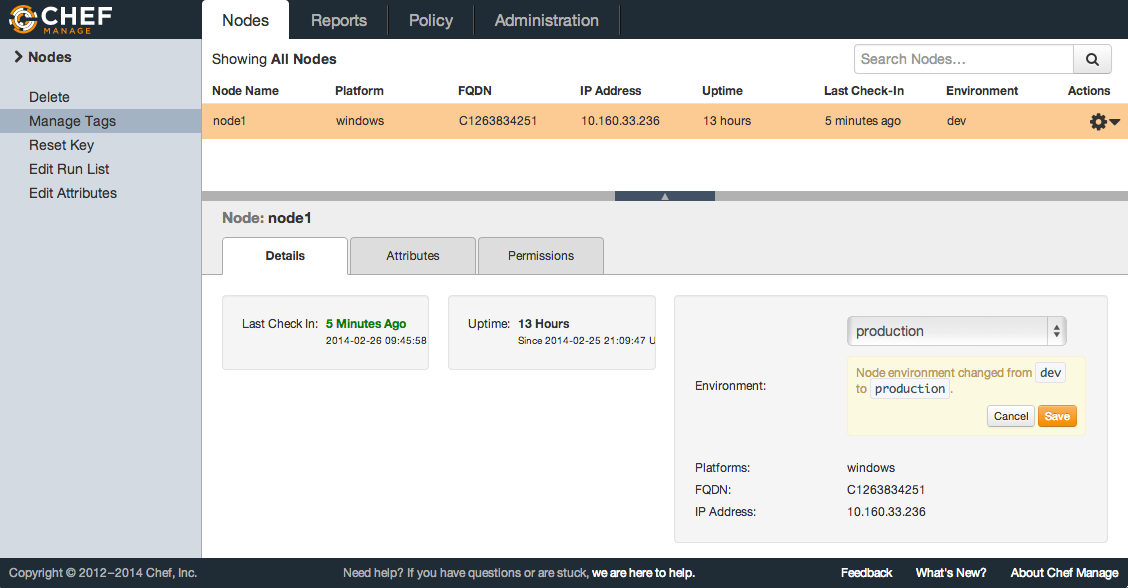 CHEF
MANAGE
Nodes Reports Policy Administration
Nodes
Delete
Manage Tags
Reset Key
Edit Run List
Edit Attributes
Showing All Nodes
Search Nodes...
Node Name Platform FQDN IP Address Uptime Last Check-In Environment Actions
node1 windows C1263834251 10.160.33.236 13 hours 5 minutes ago dev
Node: node1
Details Attributes Permissions
Last Check In: 5 Minutes Ago
2014-02-26 09:45:58
Uptime: 13 Hours
Since 2014-02-25 21:09:47 U
production
Environment:
Node environment changed from dev
to production.
Cancel Save
Platforms: windows
FQDN: C1263834251
IP Address: 10.160.33.236
Copyright © 2012–2014 Chef, Inc.
Need help? If you have questions or are stuck, we are here to help.
Feedback What's New? About Chef Manage